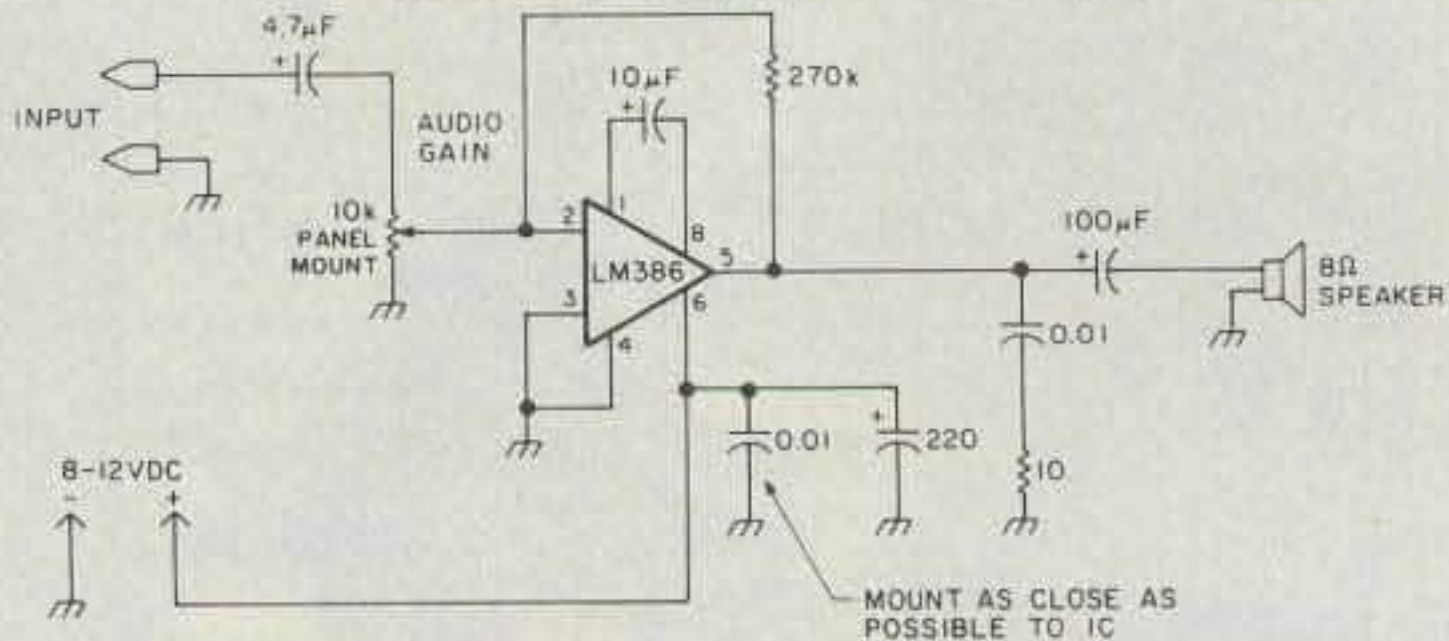 4.7µF
+
INPUT
AUDIO
GAIN
10k
PANEL
MOUNT
10µF
+
270k
1
2
8
LM386
5
3
6
4
100µF
+
8Ω
SPEAKER
0.01
10
0.01
+
220
8-12VDC
- +
MOUNT AS CLOSE AS
POSSIBLE TO IC